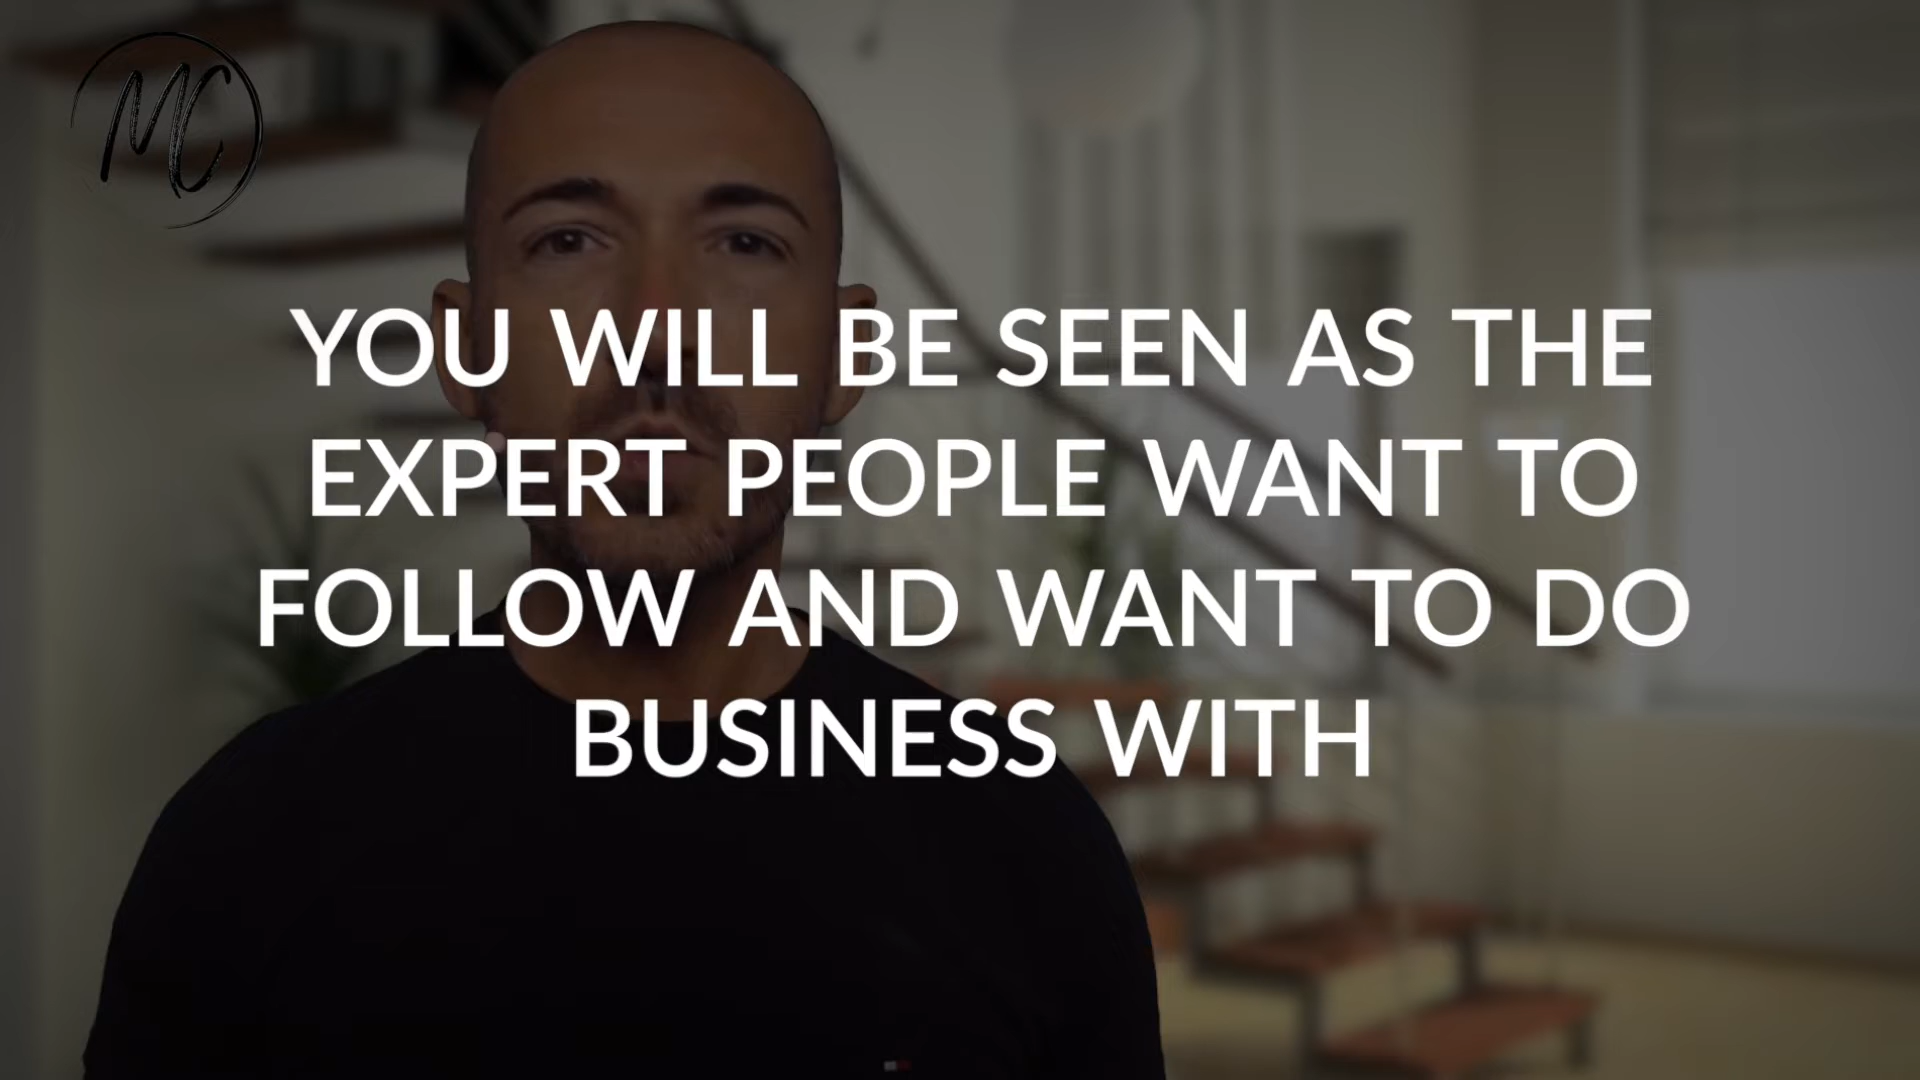 MC
YOU WILL BE SEEN AS THE
EXPERT PEOPLE WANT TO
FOLLOW AND WANT TO DO
BUSINESS WITH